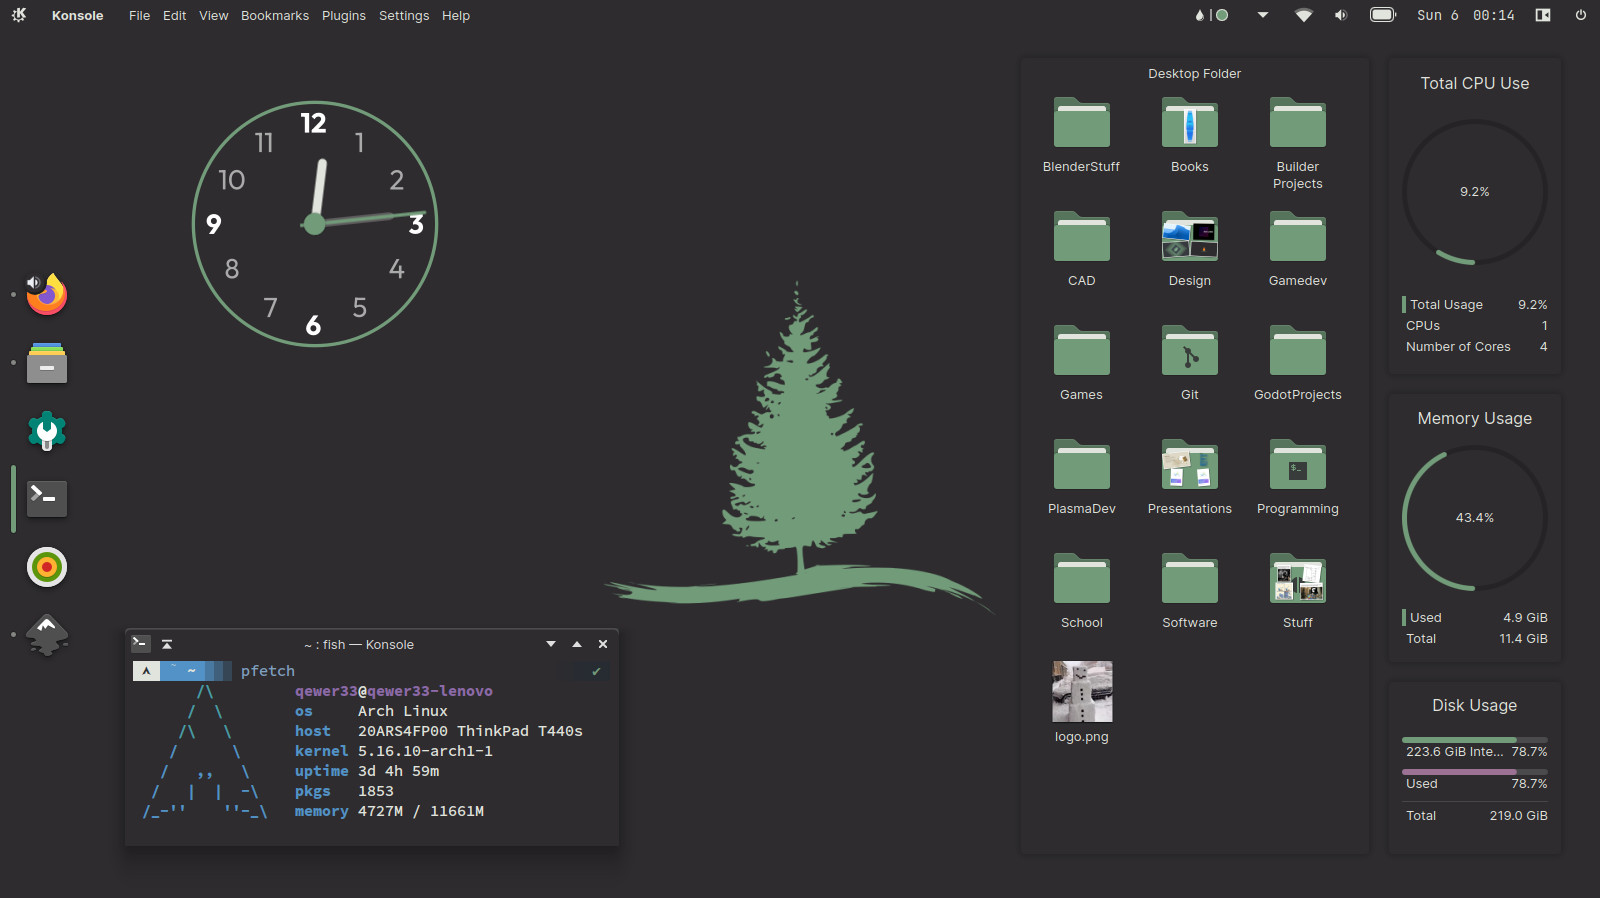 Konsole File Edit View Bookmarks Plugins Settings Help
Sun 6 00:14
12
1
2
3
4
5
6
7
8
9
10
11
Desktop Folder
BlenderStuff
Books
Builder
Projects
CAD
Design
Gamedev
Games
Git
GodotProjects
PlasmaDev
Presentations
$_
Programming
School
Software
Stuff
logo.png
Total CPU Use
9.2%
Total Usage 9.2%
CPUs 1
Number of Cores 4
Memory Usage
43.4%
Used 4.9 GiB
Total 11.4 GiB
Disk Usage
223.6 GiB Inte... 78.7%
Used 78.7%
Total 219.0 GiB
~ : fish — Konsole
~ pfetch ✔
/\ qewer33@qewer33-lenovo
/ \ os Arch Linux
/\ \ host 20ARS4FP00 ThinkPad T440s
/ \ kernel 5.16.10-arch1-1
/ ,, \ uptime 3d 4h 59m
/ | | -\ pkgs 1853
/_-'' ''-_\ memory 4727M / 11661M